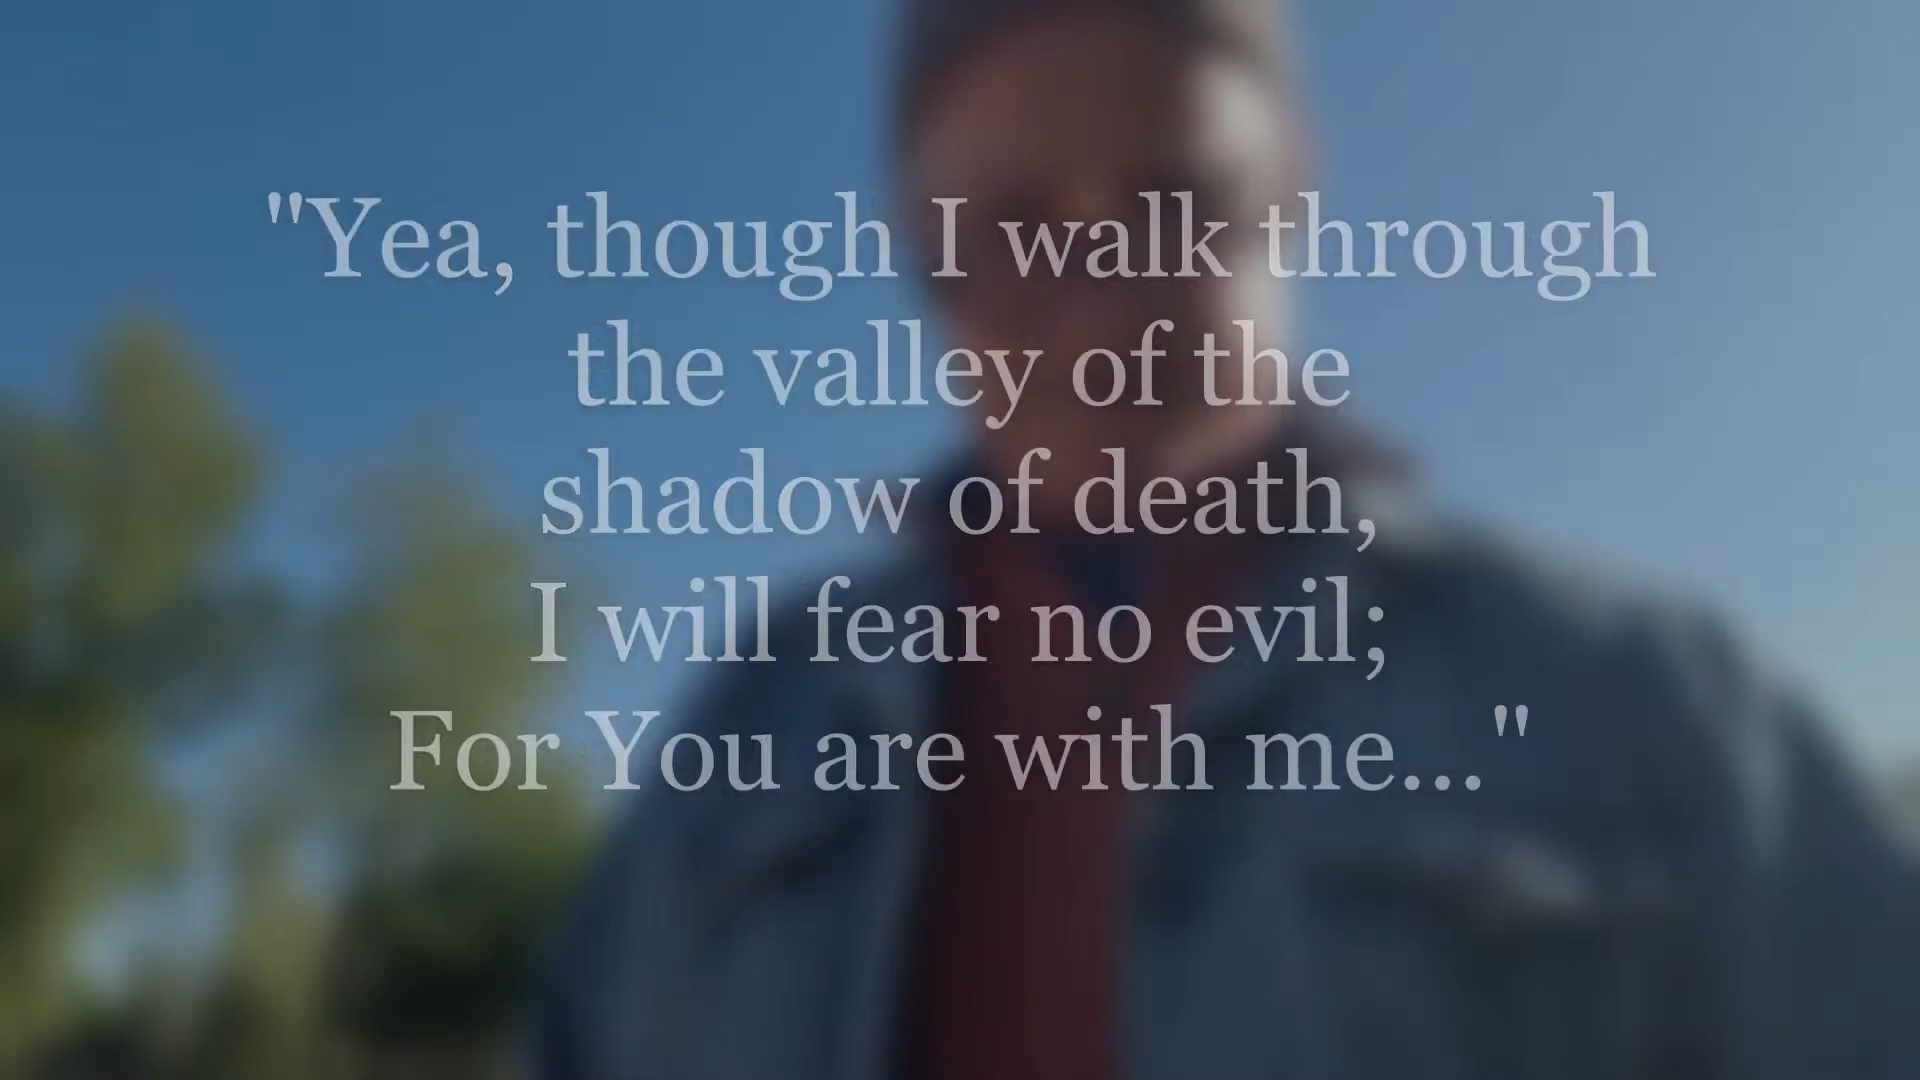 "Yea, though I walk through
the valley of the
shadow of death,
I will fear no evil;
For You are with me..."